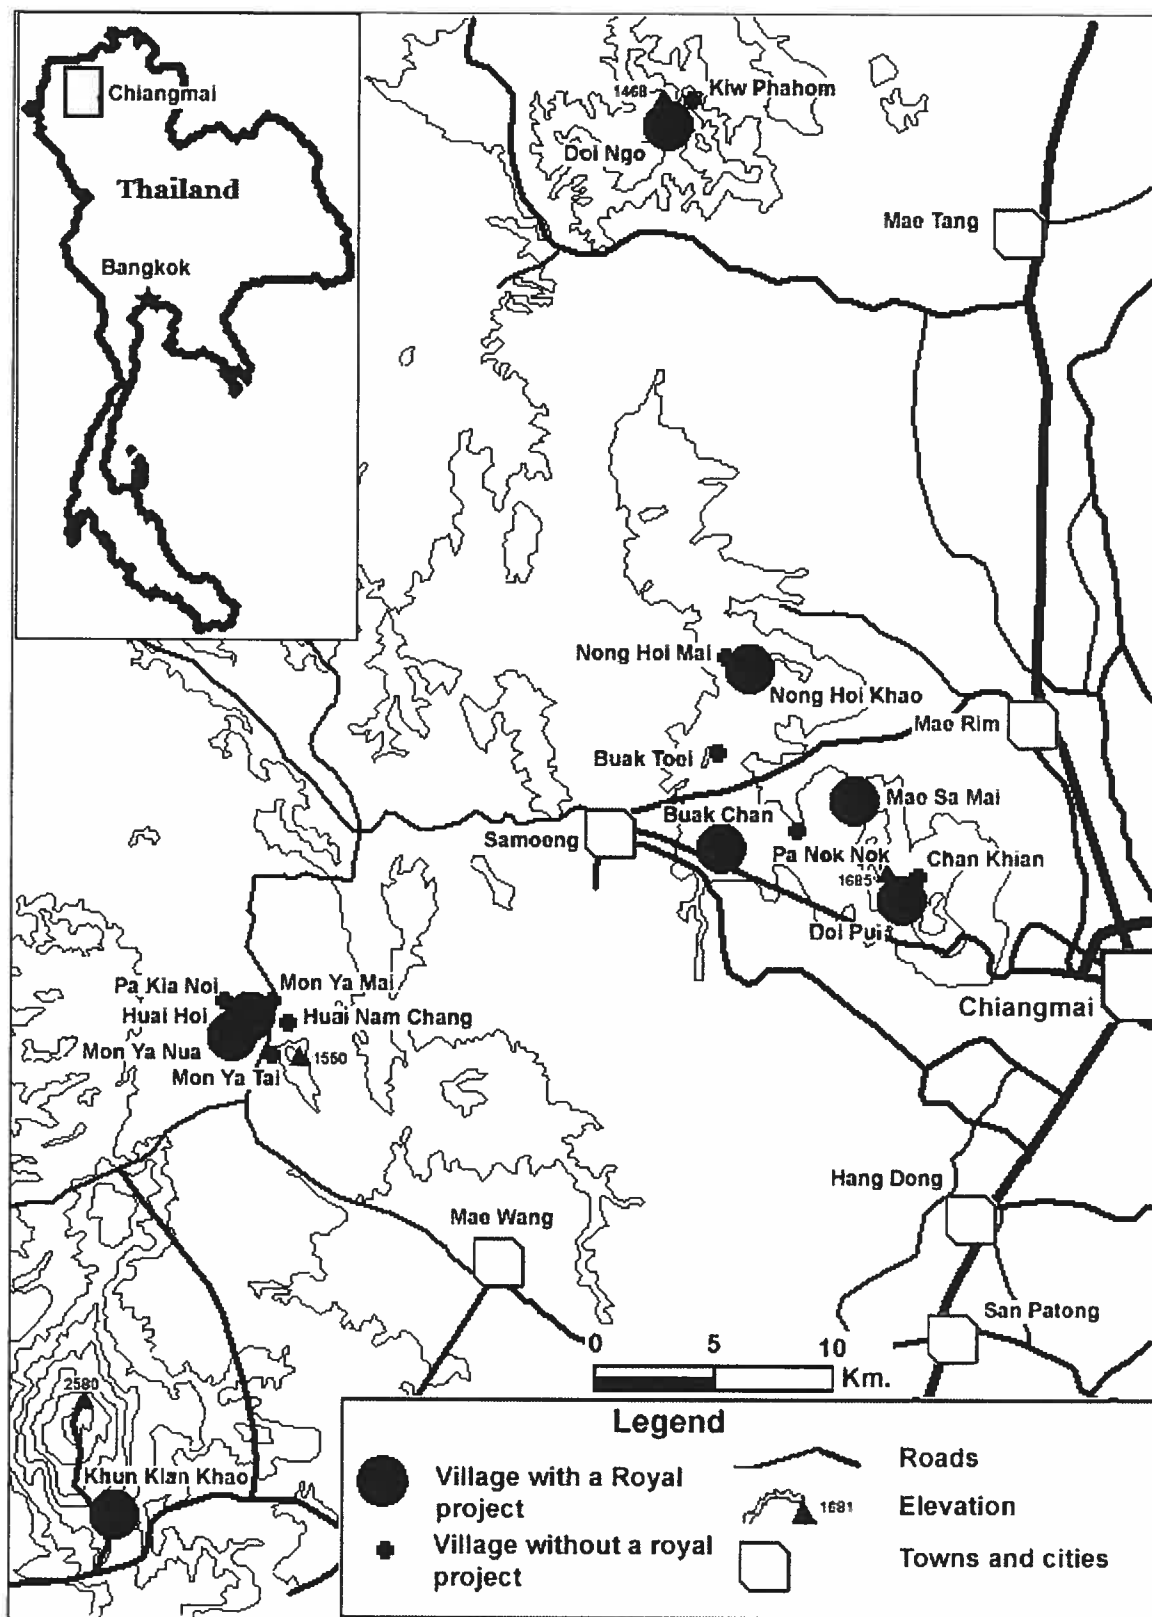 Chiangmai
Thailand
Bangkok
1468
Kiw Phahom
Doi Ngo
Mae Tang
Nong Hoi Mai
Nong Hoi Khao
Mae Rim
Buak Toei
Mae Sa Mai
Buak Chan
Samoeng
Pa Nok Nok
Chan Khian
1685
Doi Pui
Pa Kia Noi
Mon Ya Mai
Huai Hoi
Huai Nam Chang
Chiangmai
Mon Ya Nua
1550
Mon Ya Tai
Hang Dong
Mae Wang
San Patong
0 5 10
Km.
2580
Khun Klan Khao
Legend
Village with a Royal
project
Village without a royal
project
Roads
1681
Elevation
Towns and cities